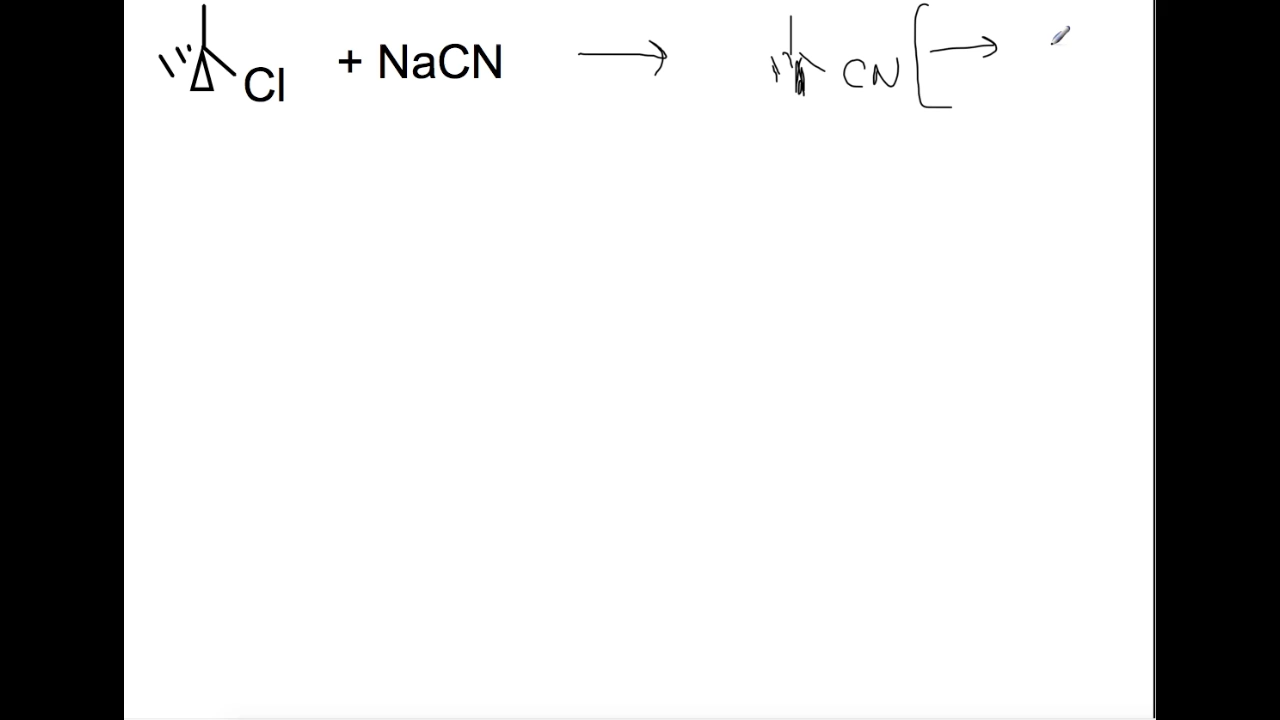 Cl + NaCN → CN [→